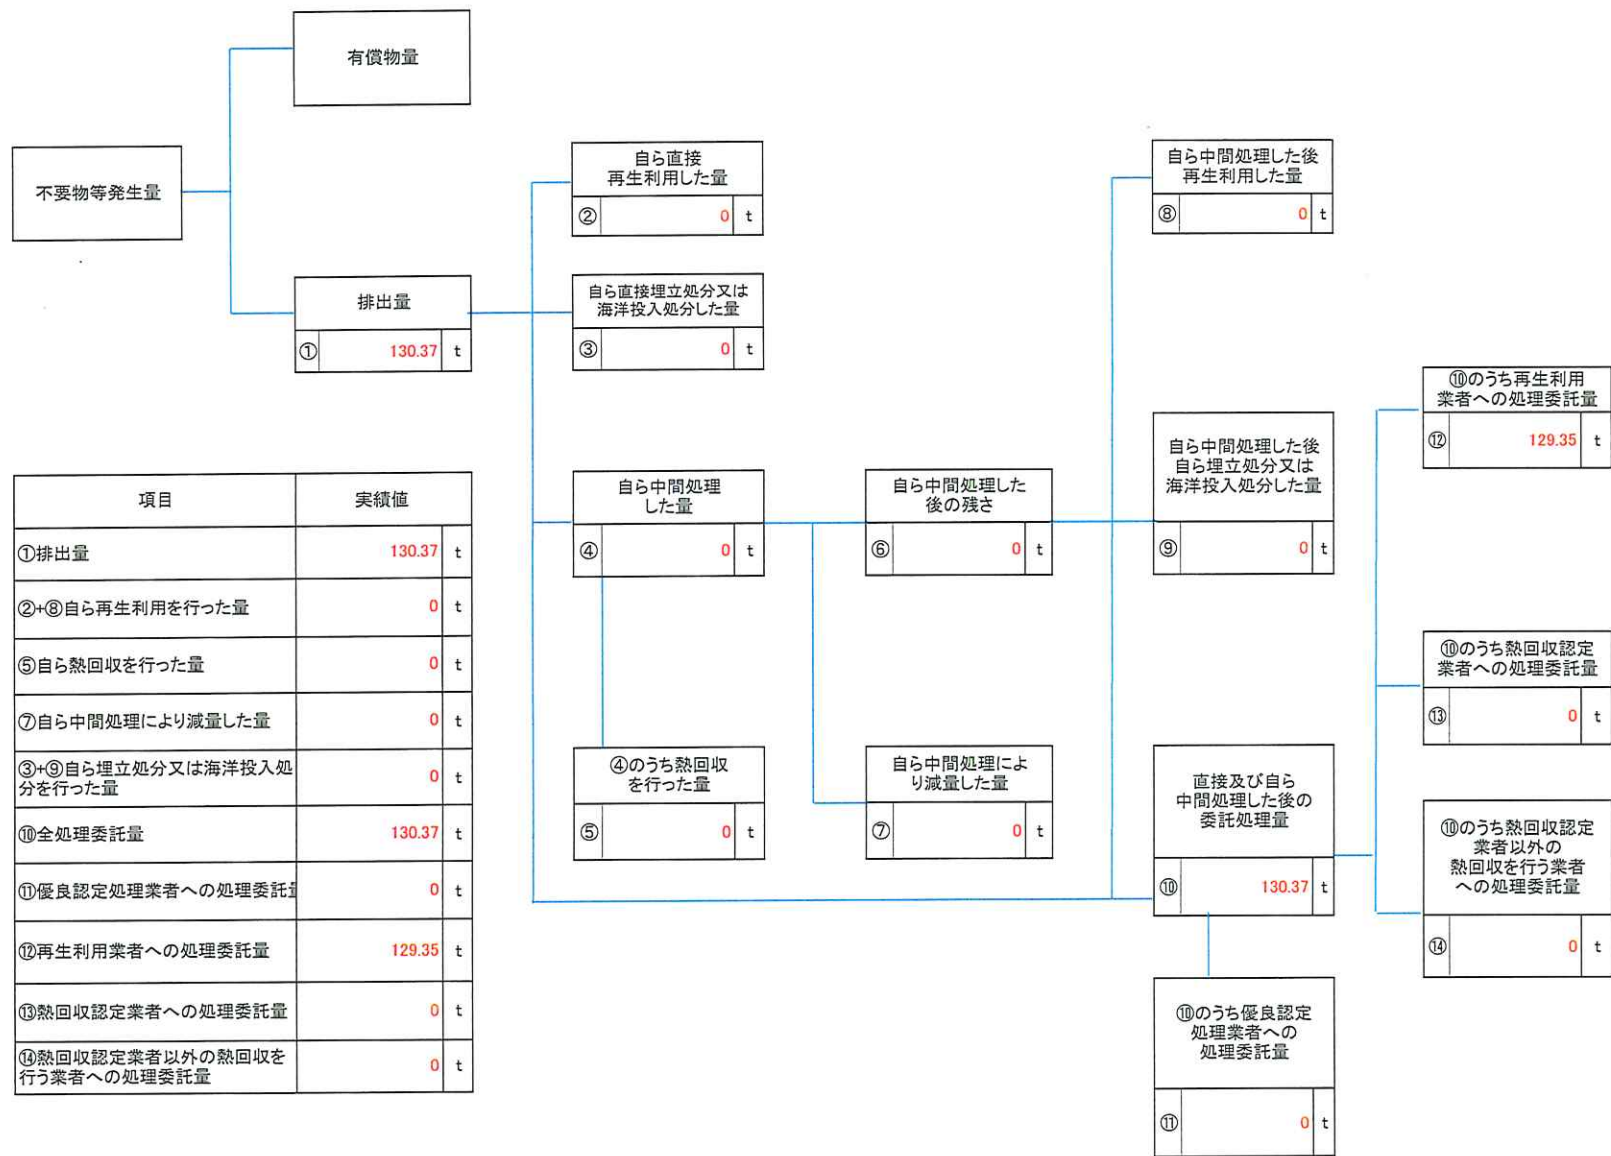 有償物量
不要物等発生量
排出量
① 130.37 t
自ら直接
再生利用した量
② 0 t
自ら直接埋立処分又は
海洋投入処分した量
③ 0 t
自ら中間処理
した量
④ 0 t
④のうち熱回収
を行った量
⑤ 0 t
自ら中間処理した
後の残さ
⑥ 0 t
自ら中間処理によ
り減量した量
⑦ 0 t
自ら中間処理した後
再生利用した量
⑧ 0 t
自ら中間処理した後
自ら埋立処分又は
海洋投入処分した量
⑨ 0 t
直接及び自ら
中間処理した後の
委託処理量
⑩ 130.37 t
⑩のうち優良認定
処理業者への
処理委託量
⑪ 0 t
⑩のうち再生利用
業者への処理委託量
⑫ 129.35 t
⑩のうち熱回収認定
業者への処理委託量
⑬ 0 t
⑩のうち熱回収認定
業者以外の
熱回収を行う業者
への処理委託量
⑭ 0 t
項目 実績値
①排出量 130.37 t
②+⑧自ら再生利用を行った量 0 t
⑤自ら熱回収を行った量 0 t
⑦自ら中間処理により減量した量 0 t
③+⑨自ら埋立処分又は海洋投入処
分を行った量 0 t
⑩全処理委託量 130.37 t
⑪優良認定処理業者への処理委託量 0 t
⑫再生利用業者への処理委託量 129.35 t
⑬熱回収認定業者への処理委託量 0 t
⑭熱回収認定業者以外の熱回収を
行う業者への処理委託量 0 t